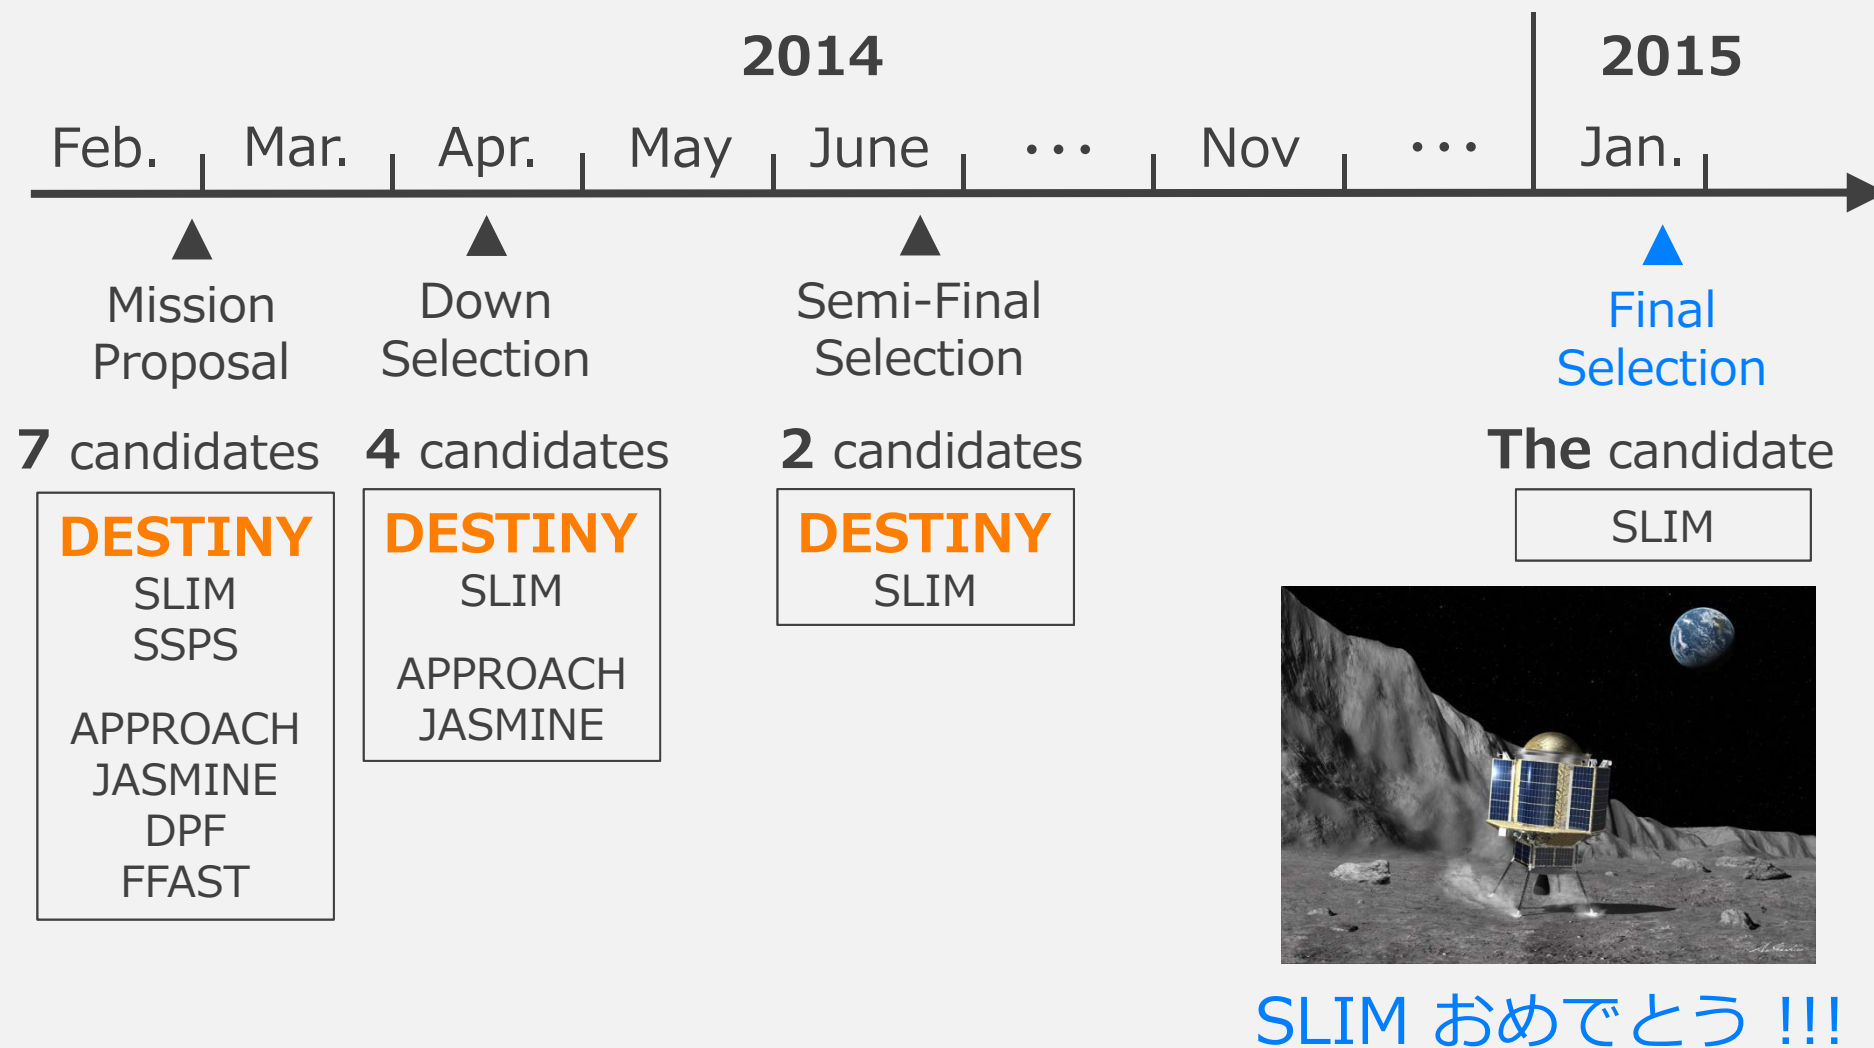 2014
2015
Feb.
Mar.
Apr.
May
June
・・・
Nov
・・・
Jan.
Mission
Proposal
Down
Selection
Semi-Final
Selection
Final
Selection
7 candidates
4 candidates
2 candidates
The candidate
DESTINY
SLIM
SSPS
APPROACH
JASMINE
DPF
FFAST
DESTINY
SLIM
APPROACH
JASMINE
DESTINY
SLIM
SLIM
SLIM おめでとう !!!